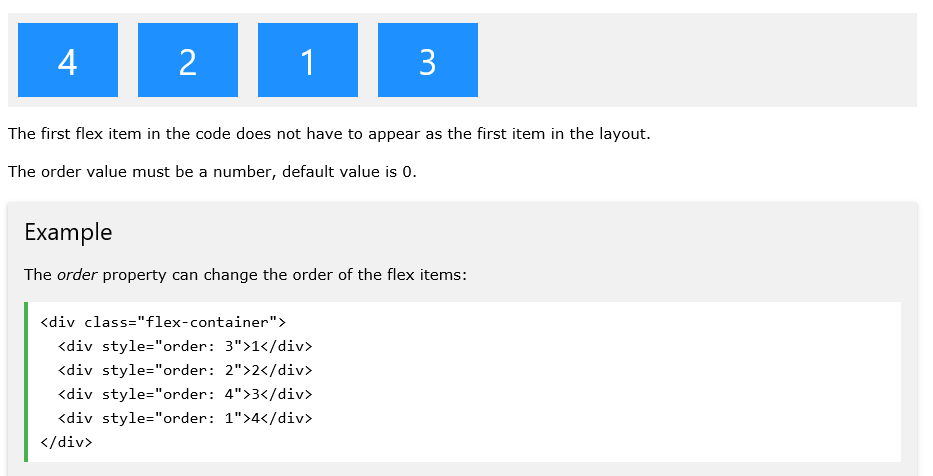 4 2 1 3
The first flex item in the code does not have to appear as the first item in the layout.
The order value must be a number, default value is 0.
Example
The order property can change the order of the flex items:
<div class="flex-container">
  <div style="order: 3">1</div>
  <div style="order: 2">2</div>
  <div style="order: 4">3</div>
  <div style="order: 1">4</div>
</div>